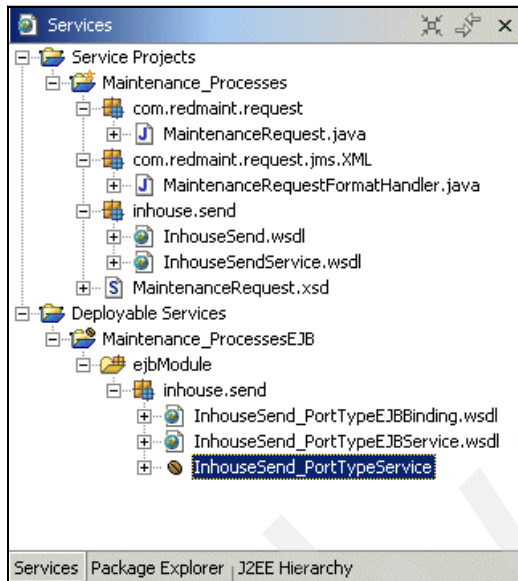 Services
Service Projects
Maintenance_Processes
com.redmaint.request
MaintenanceRequest.java
com.redmaint.request.jms.XML
MaintenanceRequestFormatHandler.java
inhouse.send
InhouseSend.wsdl
InhouseSendService.wsdl
MaintenanceRequest.xsd
Deployable Services
Maintenance_ProcessesEJB
ejbModule
inhouse.send
InhouseSend_PortTypeEJBBinding.wsdl
InhouseSend_PortTypeEJBService.wsdl
InhouseSend_PortTypeService
Services Package Explorer J2EE Hierarchy